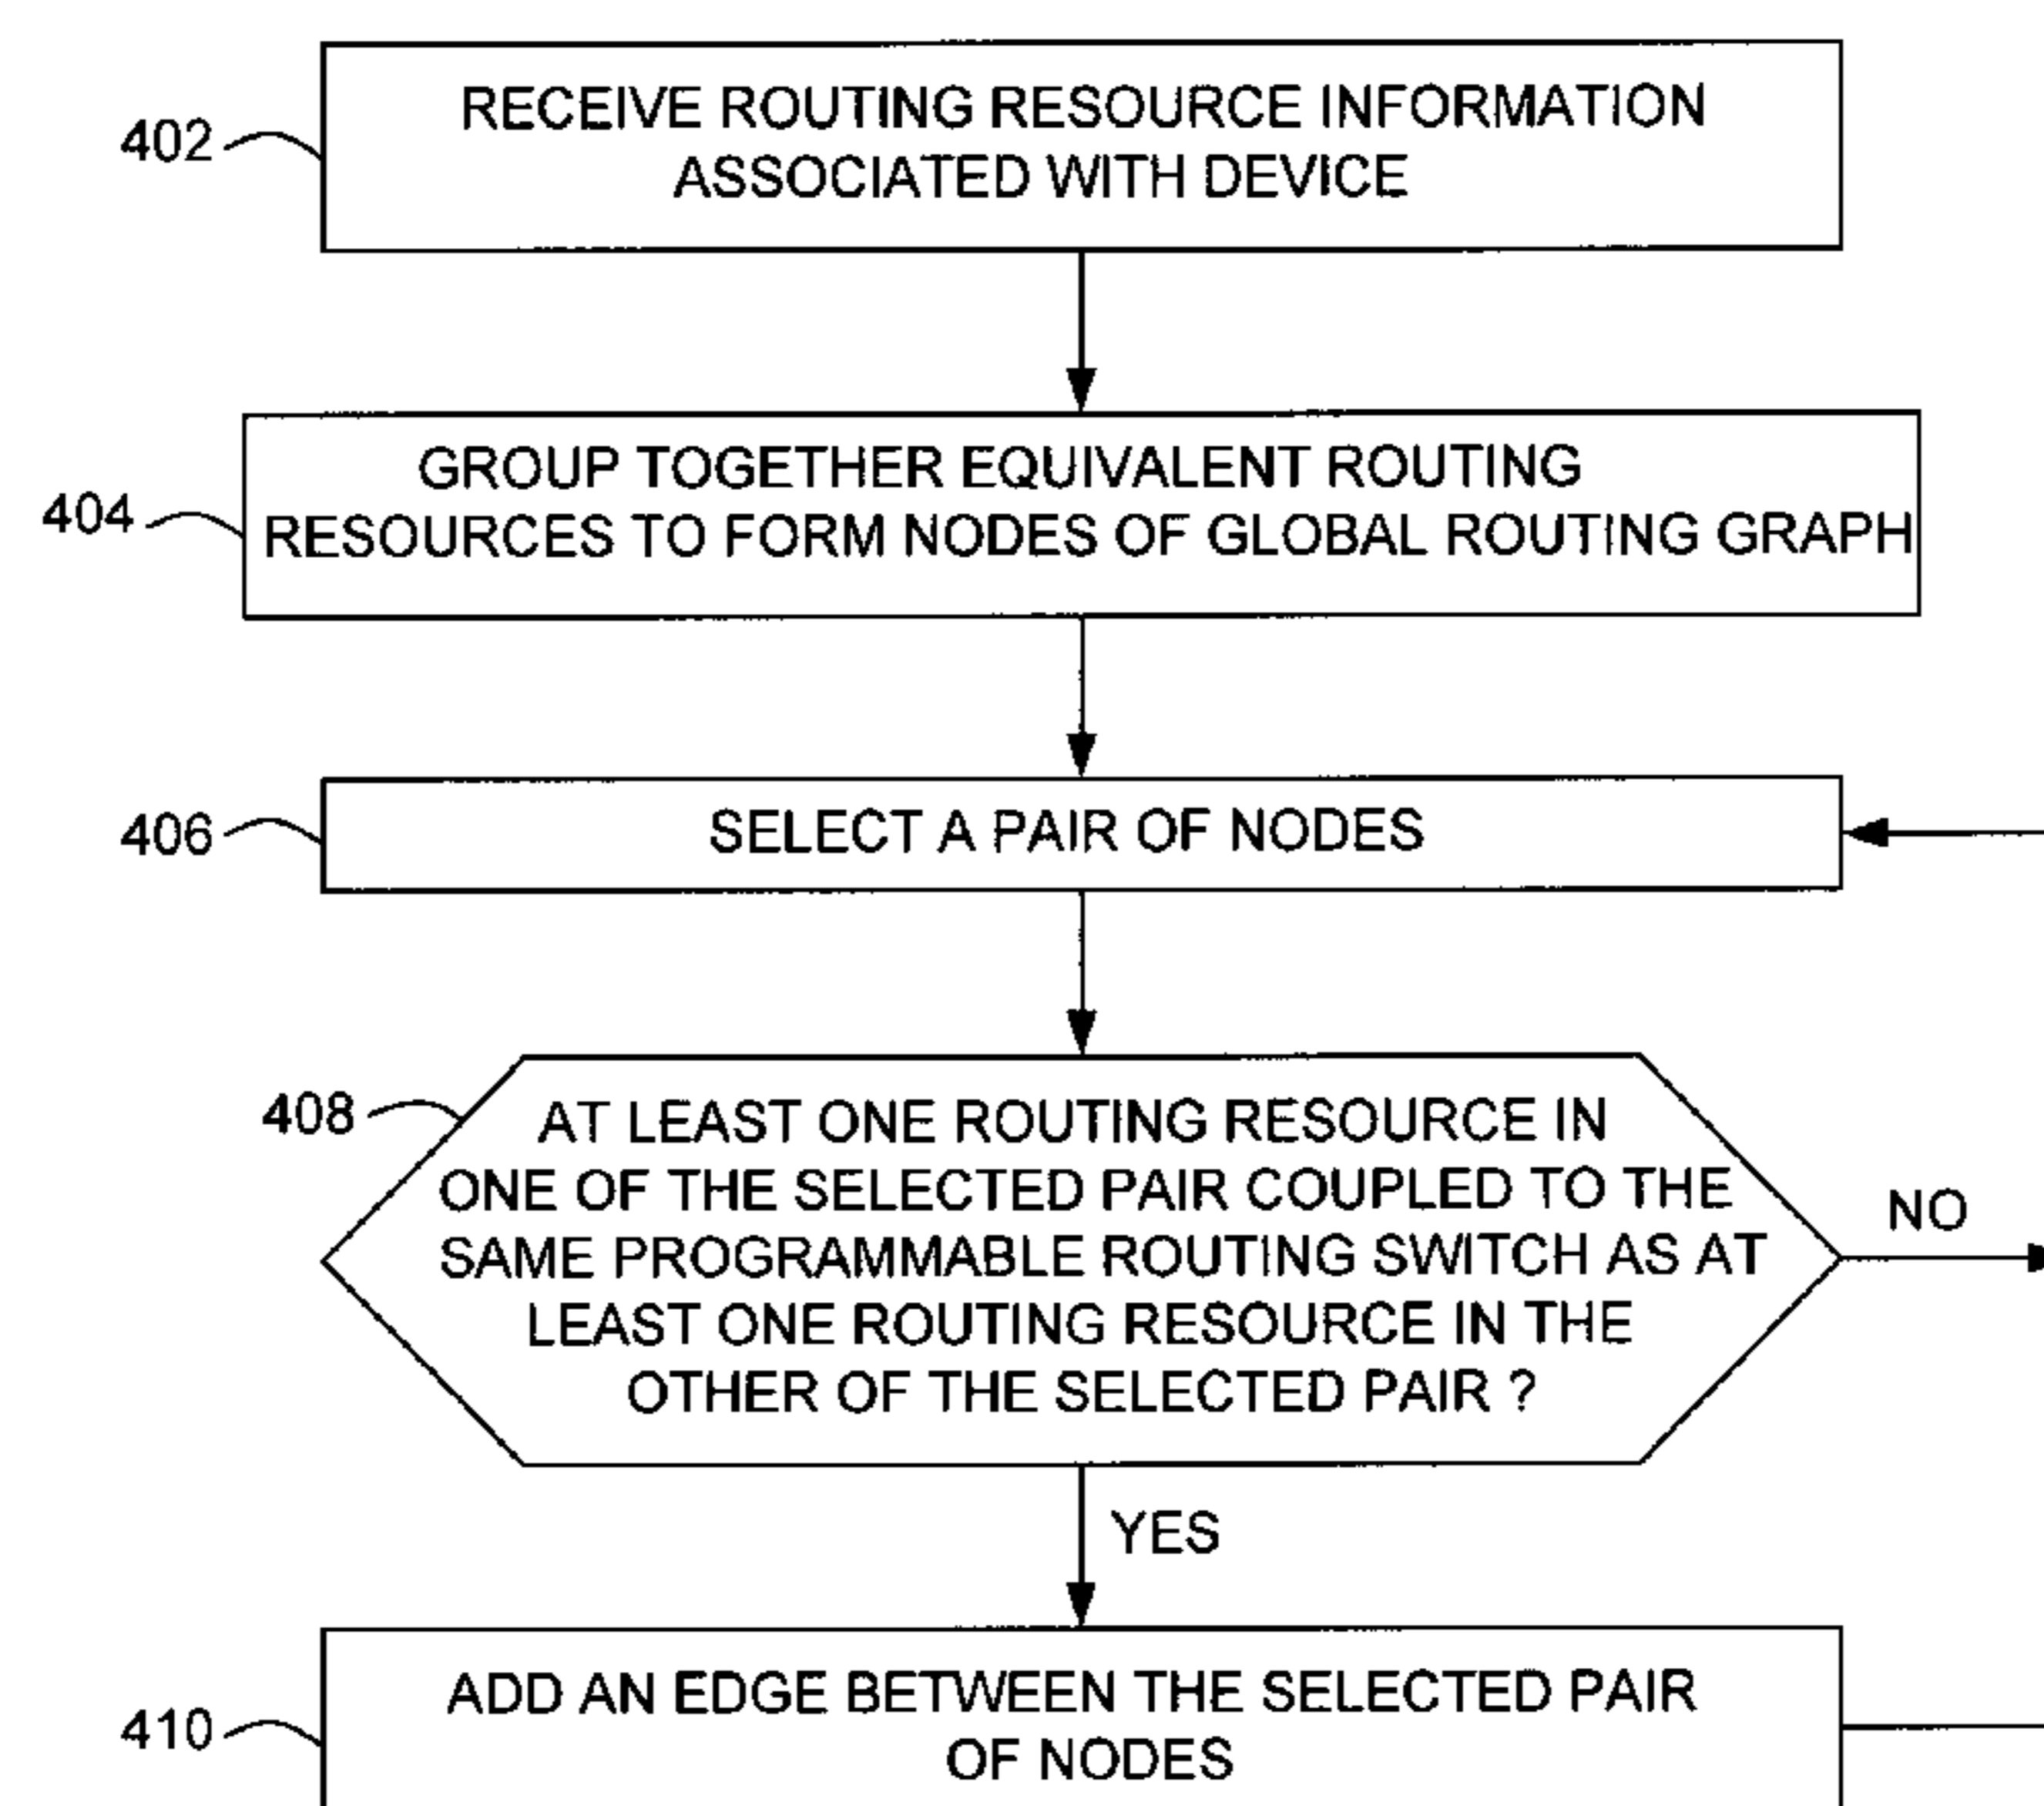 402
RECEIVE ROUTING RESOURCE INFORMATION
ASSOCIATED WITH DEVICE
404
GROUP TOGETHER EQUIVALENT ROUTING
RESOURCES TO FORM NODES OF GLOBAL ROUTING GRAPH
406
SELECT A PAIR OF NODES
408
AT LEAST ONE ROUTING RESOURCE IN
ONE OF THE SELECTED PAIR COUPLED TO THE
SAME PROGRAMMABLE ROUTING SWITCH AS AT
LEAST ONE ROUTING RESOURCE IN THE
OTHER OF THE SELECTED PAIR ?
NO
YES
410
ADD AN EDGE BETWEEN THE SELECTED PAIR
OF NODES